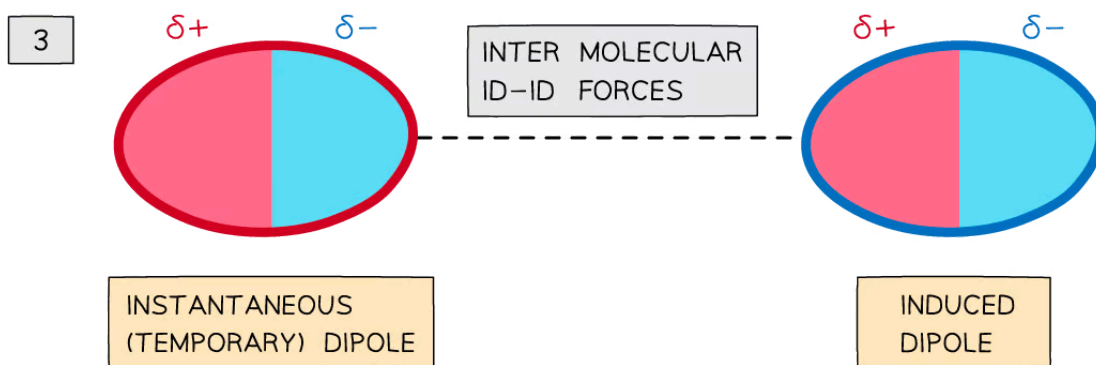 3
δ+ δ−
INTER MOLECULAR
ID−ID FORCES
δ+ δ−
INSTANTANEOUS
(TEMPORARY) DIPOLE
INDUCED
DIPOLE